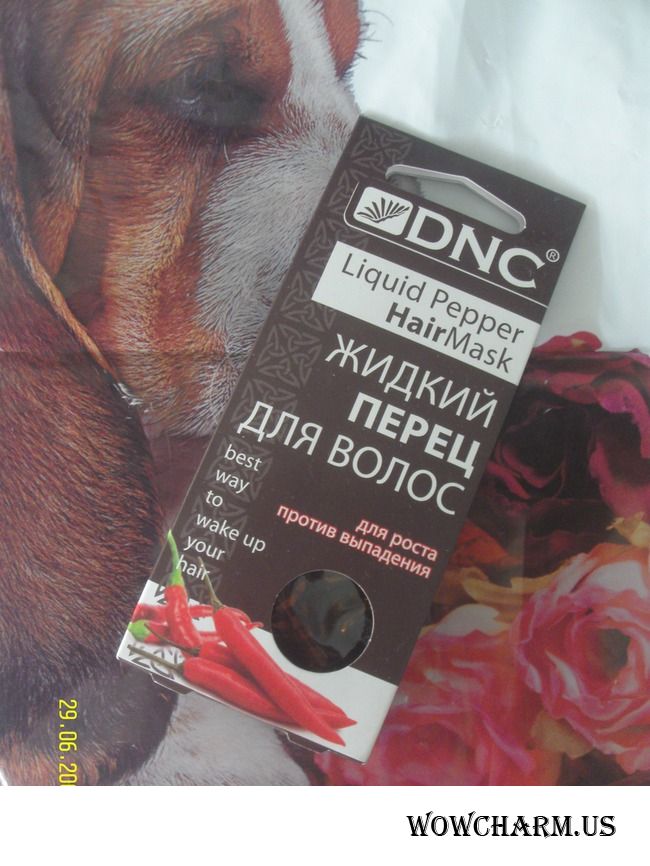 DNC®
Liquid Pepper
HairMask
ЖИДКИЙ
ПЕРЕЦ
ДЛЯ ВОЛОС
best
way
to
wake up
your
hair
для роста
против выпадения
29.06.20
WOWCHARM.US